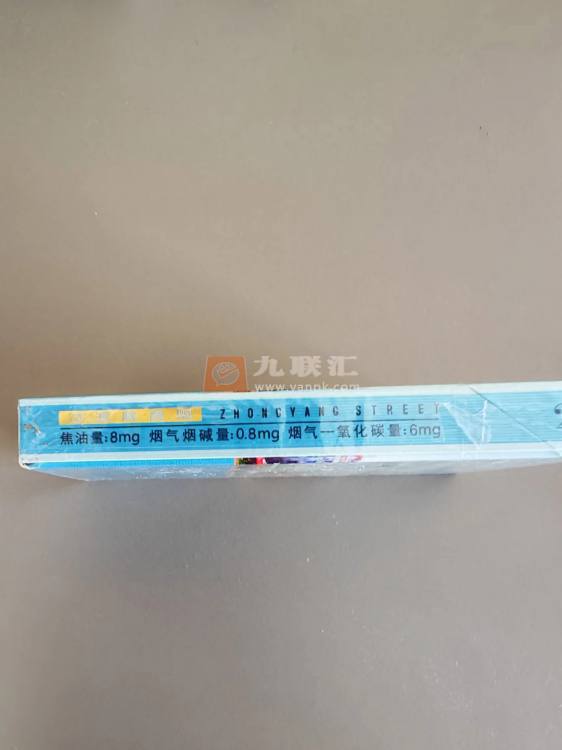 九联汇
www.yanpk.com
ZHONGYANG STREET
焦油量:8mg 烟气烟碱量:0.8mg 烟气一氧化碳量:6mg